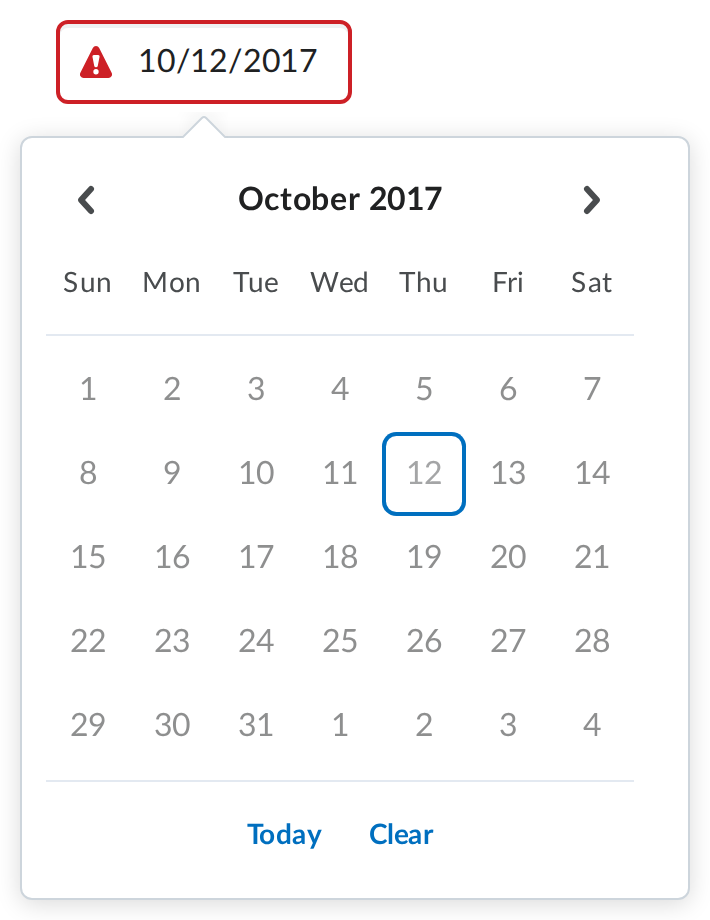 10/12/2017
October 2017
Sun Mon Tue Wed Thu Fri Sat
1 2 3 4 5 6 7
8 9 10 11 12 13 14
15 16 17 18 19 20 21
22 23 24 25 26 27 28
29 30 31 1 2 3 4
Today Clear